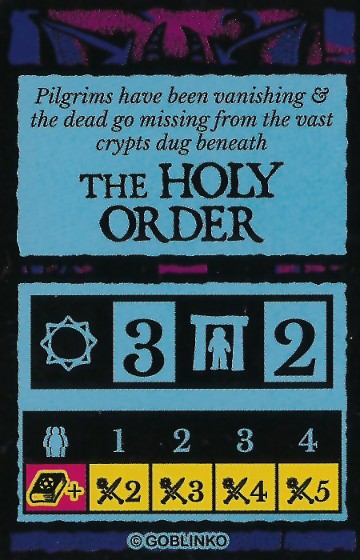 Pilgrims have been vanishing &
the dead go missing from the vast
crypts dug beneath
THE HOLY
ORDER
3 2
1 2 3 4
+ 2 3 4 5
© GOBLINKO